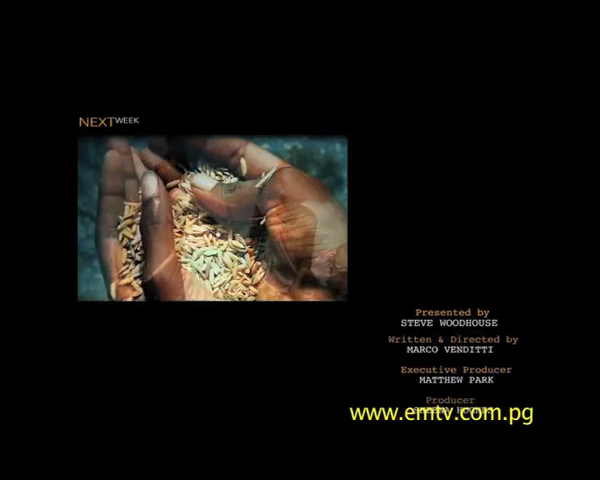 NEXTWEEK
Presented by
STEVE WOODHOUSE
Written & Directed by
MARCO VENDITTI
Executive Producer
MATTHEW PARK
Producer
www.emtv.com.pg